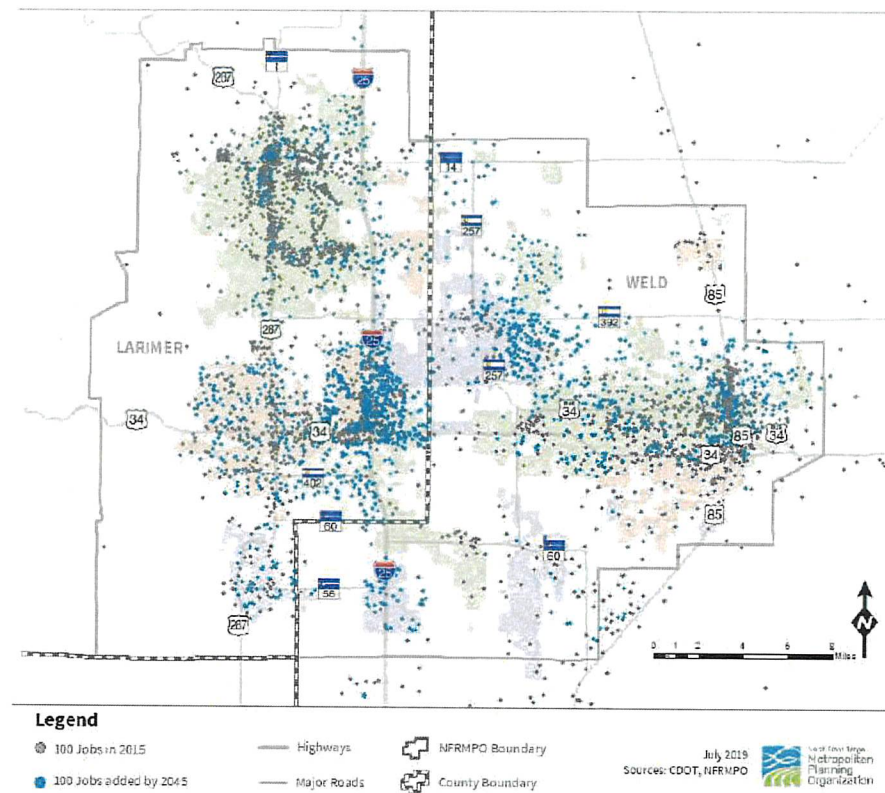 287
1
25
14
257
WELD
85
392
287
25
LARIMER
257
34
34
34
85
34
34
402
85
60
60
25
56
287
N
0 1 2 4 6 8
Miles
Legend
100 Jobs in 2015
Highways
NFRMPO Boundary
100 Jobs added by 2045
Major Roads
County Boundary
July 2019
Sources: CDOT, NFRMPO
Metropolitan
Planning
Organization